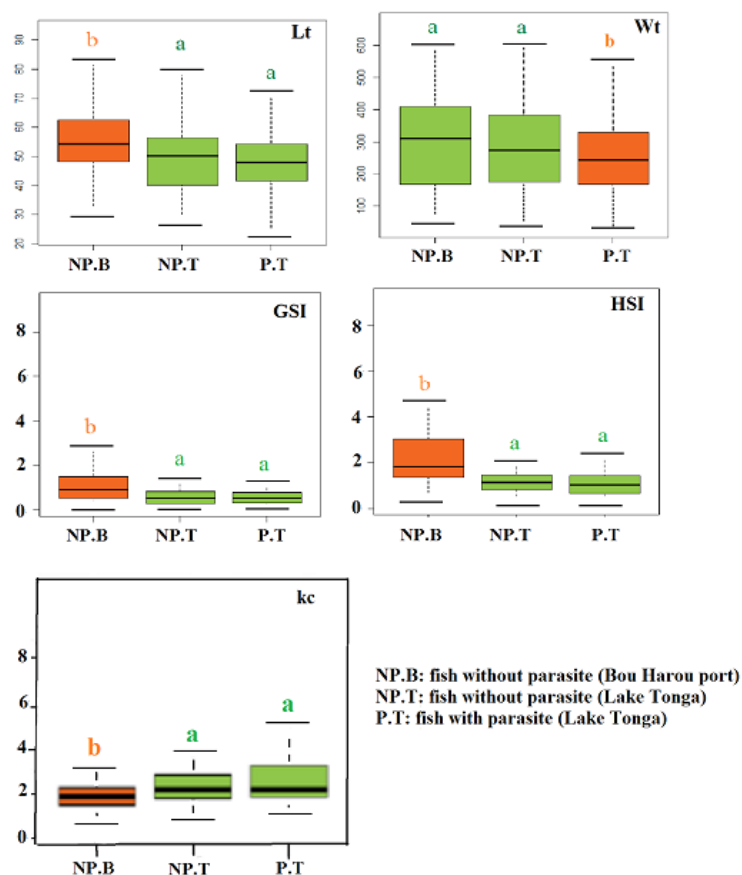 Lt
90
80
70
60
50
40
30
20
b
a
a
NP.B
NP.T
P.T
Wt
600
500
400
300
200
100
a
a
b
NP.B
NP.T
P.T
GSI
8
6
4
2
0
b
a
a
NP.B
NP.T
P.T
HSI
8
6
4
2
0
b
a
a
NP.B
NP.T
P.T
kc
8
6
4
2
0
b
a
a
NP.B
NP.T
P.T
NP.B: fish without parasite (Bou Harou port)
NP.T: fish without parasite (Lake Tonga)
P.T: fish with parasite (Lake Tonga)